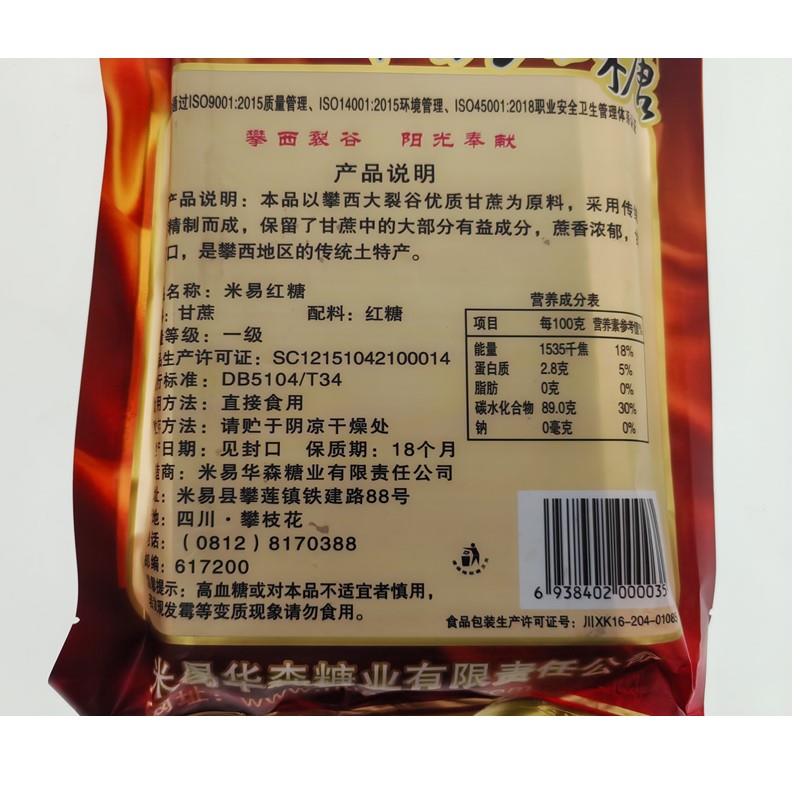 糖
通过ISO9001:2015质量管理、ISO14001:2015环境管理、ISO45001:2018职业安全卫生管理体
攀西裂谷 阳光奉献
产品说明
产品说明：本品以攀西大裂谷优质甘蔗为原料，采用传
精制而成，保留了甘蔗中的大部分有益成分，蔗香浓郁，
口，是攀西地区的传统土特产。
名称：米易红糖
：甘蔗 配料：红糖
等级：一级
生产许可证：SC12151042100014
标准：DB5104/T34
用方法：直接食用
方法：请贮于阴凉干燥处
日期：见封口 保质期：18个月
商：米易华森糖业有限责任公司
：米易县攀莲镇铁建路88号
地：四川·攀枝花
话：（0812）8170388
编：617200
提示：高血糖或对本品不适宜者慎用，
现发霉等变质现象请勿食用。
营养成分表
项目 每100克 营养素参考值%
能量 1535千焦 18%
蛋白质 2.8克 5%
脂肪 0克 0%
碳水化合物 89.0克 30%
钠 0毫克 0%
6 938402 000035
食品包装生产许可证号：川XK16-204-01085
米易华森糖业有限责任公